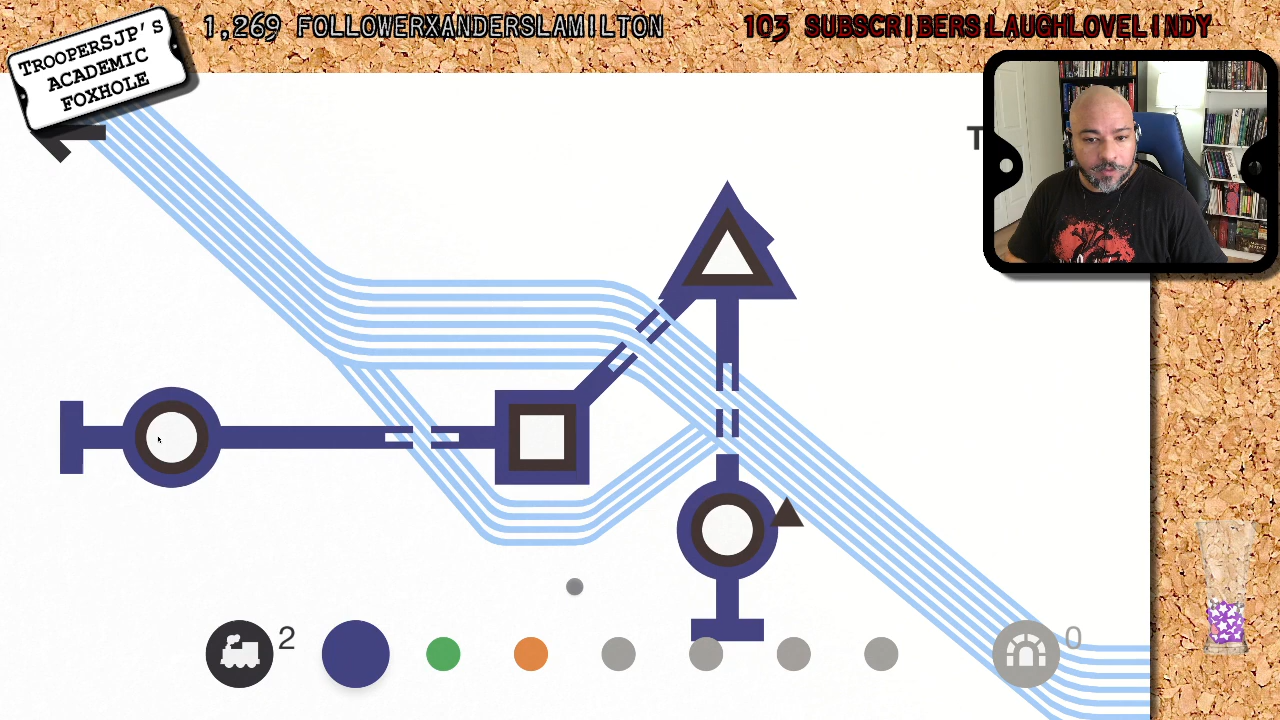 TROOPERSJP'S
ACADEMIC
FOXHOLE
1,269 FOLLOWERXANDERSLAMILTON
103 SUBSCRIBERS:LAUGHLOVELINDY
T
2
0